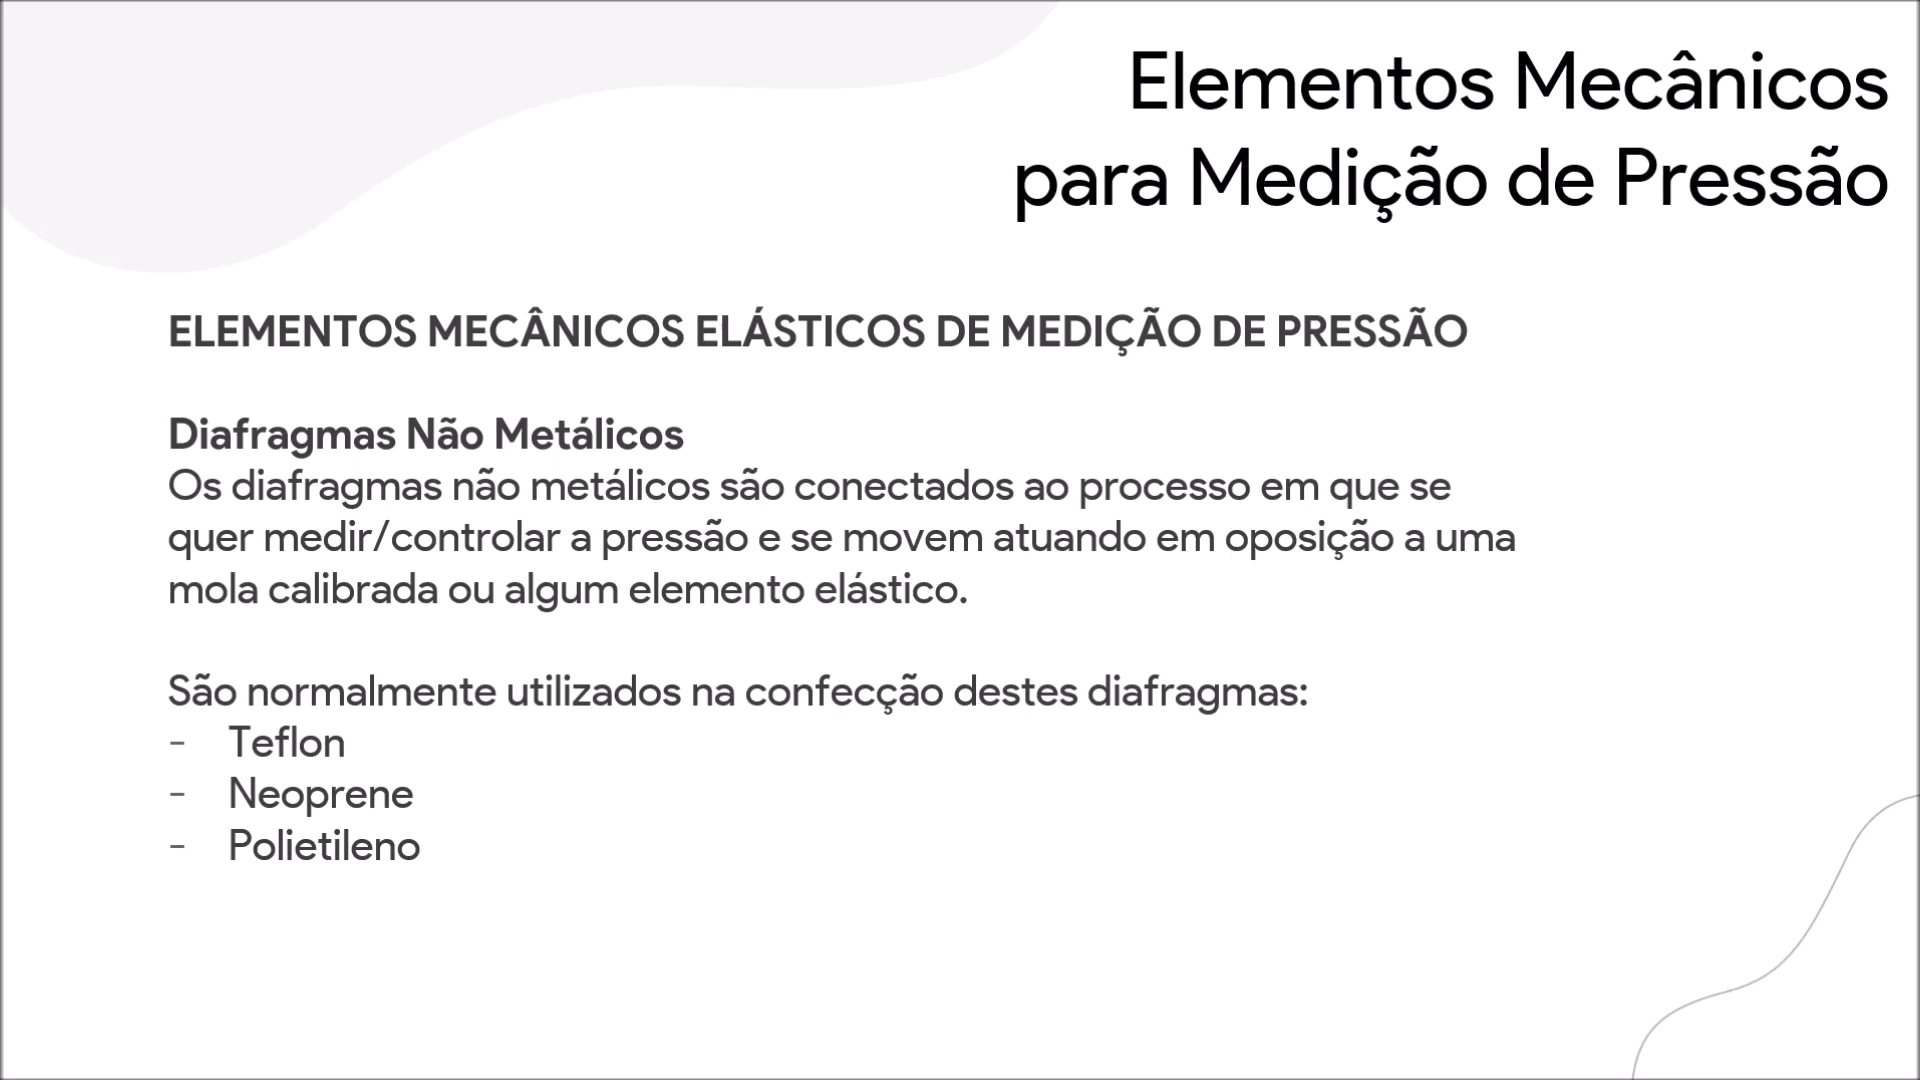 Elementos Mecânicos
para Medição de Pressão
ELEMENTOS MECÂNICOS ELÁSTICOS DE MEDIÇÃO DE PRESSÃO
Diafragmas Não Metálicos
Os diafragmas não metálicos são conectados ao processo em que se
quer medir/controlar a pressão e se movem atuando em oposição a uma
mola calibrada ou algum elemento elástico.
São normalmente utilizados na confecção destes diafragmas:
- Teflon
- Neoprene
- Polietileno